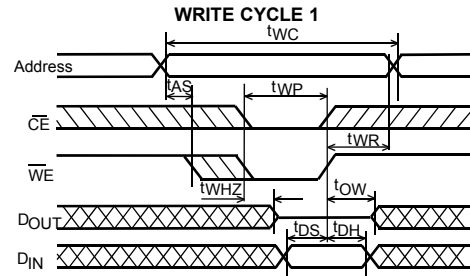 WRITE CYCLE 1
tWC
Address
tAS
tWP
CE
tWR
WE
tWHZ
tOW
DOUT
tDS
tDH
DIN